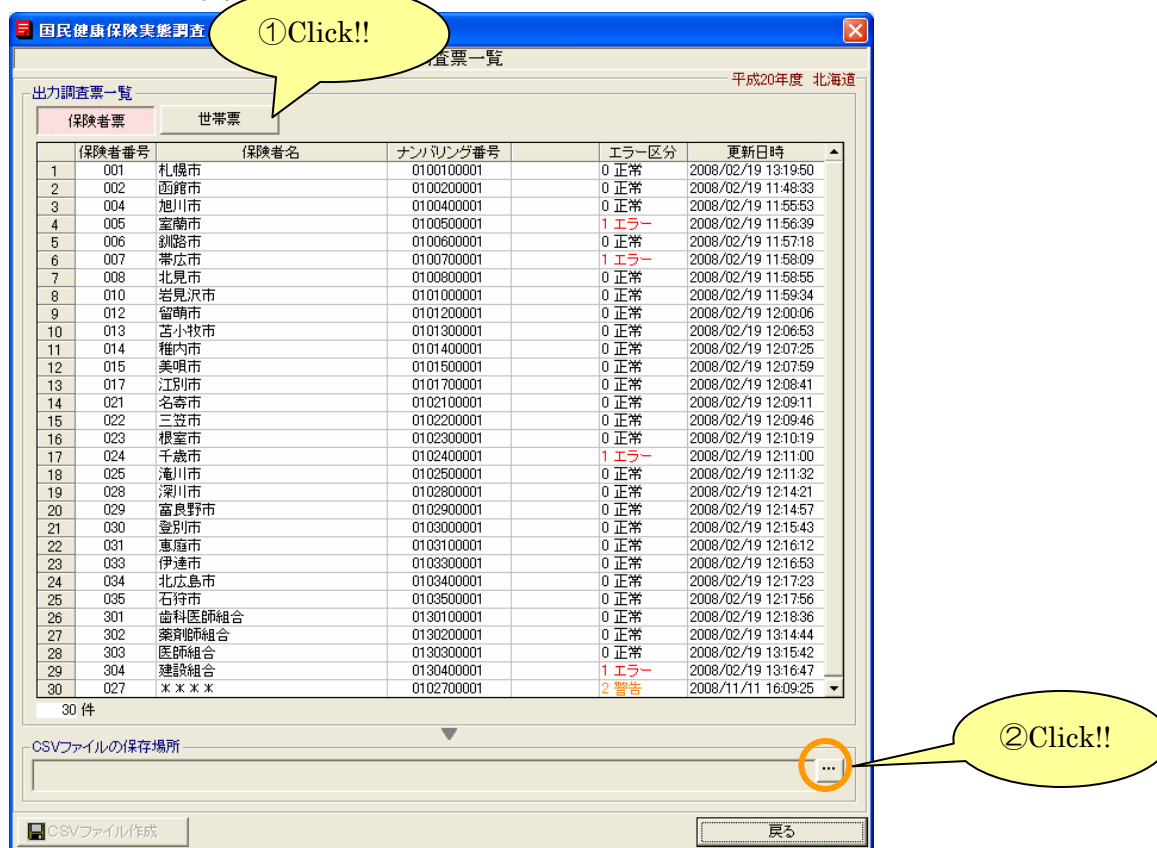 国民健康保険実態調査
①Click!!
査票一覧
平成20年度 北海道
出力調査票一覧
保険者票 世帯票
保険者番号 保険者名 ナンバリング番号 エラー区分 更新日時
1 001 札幌市 0100100001 0 正常 2008/02/19 13:19:50
2 002 函館市 0100200001 0 正常 2008/02/19 11:48:33
3 004 旭川市 0100400001 0 正常 2008/02/19 11:55:53
4 005 室蘭市 0100500001 1 エラー 2008/02/19 11:56:39
5 006 釧路市 0100600001 0 正常 2008/02/19 11:57:18
6 007 帯広市 0100700001 1 エラー 2008/02/19 11:58:09
7 008 北見市 0100800001 0 正常 2008/02/19 11:58:55
8 010 岩見沢市 0101000001 0 正常 2008/02/19 11:59:34
9 012 留萌市 0101200001 0 正常 2008/02/19 12:00:06
10 013 苫小牧市 0101300001 0 正常 2008/02/19 12:06:53
11 014 稚内市 0101400001 0 正常 2008/02/19 12:07:25
12 015 美唄市 0101500001 0 正常 2008/02/19 12:07:59
13 017 江別市 0101700001 0 正常 2008/02/19 12:08:41
14 021 名寄市 0102100001 0 正常 2008/02/19 12:09:11
15 022 三笠市 0102200001 0 正常 2008/02/19 12:09:46
16 023 根室市 0102300001 0 正常 2008/02/19 12:10:19
17 024 千歳市 0102400001 1 エラー 2008/02/19 12:11:00
18 025 滝川市 0102500001 0 正常 2008/02/19 12:11:32
19 028 深川市 0102800001 0 正常 2008/02/19 12:14:21
20 029 富良野市 0102900001 0 正常 2008/02/19 12:14:57
21 030 登別市 0103000001 0 正常 2008/02/19 12:15:43
22 031 恵庭市 0103100001 0 正常 2008/02/19 12:16:12
23 033 伊達市 0103300001 0 正常 2008/02/19 12:16:53
24 034 北広島市 0103400001 0 正常 2008/02/19 12:17:23
25 035 石狩市 0103500001 0 正常 2008/02/19 12:17:56
26 301 歯科医師組合 0130100001 0 正常 2008/02/19 12:18:36
27 302 薬剤師組合 0130200001 0 正常 2008/02/19 13:14:44
28 303 医師組合 0130300001 0 正常 2008/02/19 13:15:42
29 304 建設組合 0130400001 1 エラー 2008/02/19 13:16:47
30 027 ＊＊＊＊ 0102700001 2 警告 2008/11/11 16:09:25
30 件
CSVファイルの保存場所
...
②Click!!
CSVファイル作成 戻る